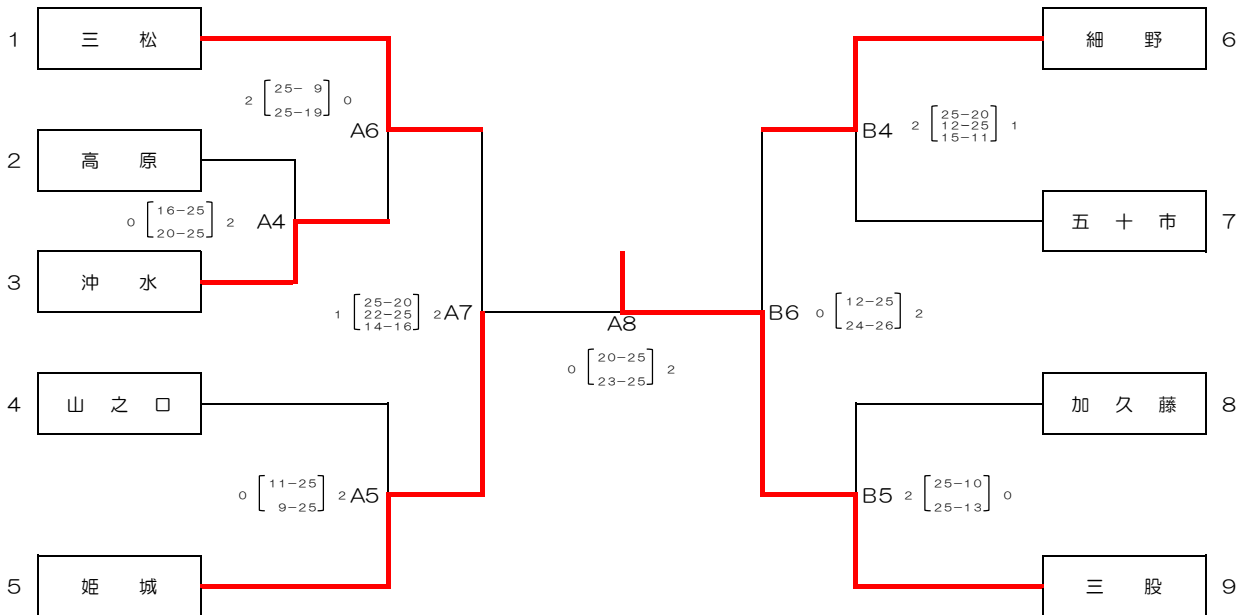 1 三 松
2 [25- 9 25-19] 0
A6
2 高 原
0 [16-25 20-25] 2 A4
3 沖 水
1 [25-20 22-25 14-16] 2 A7
4 山 之 口
0 [11-25 9-25] 2 A5
5 姫 城
A8
0 [20-25 23-25] 2
細 野 6
B4 2 [25-20 12-25 15-11] 1
五 十 市 7
B6 0 [12-25 24-26] 2
加 久 藤 8
B5 2 [25-10 25-13] 0
三 股 9